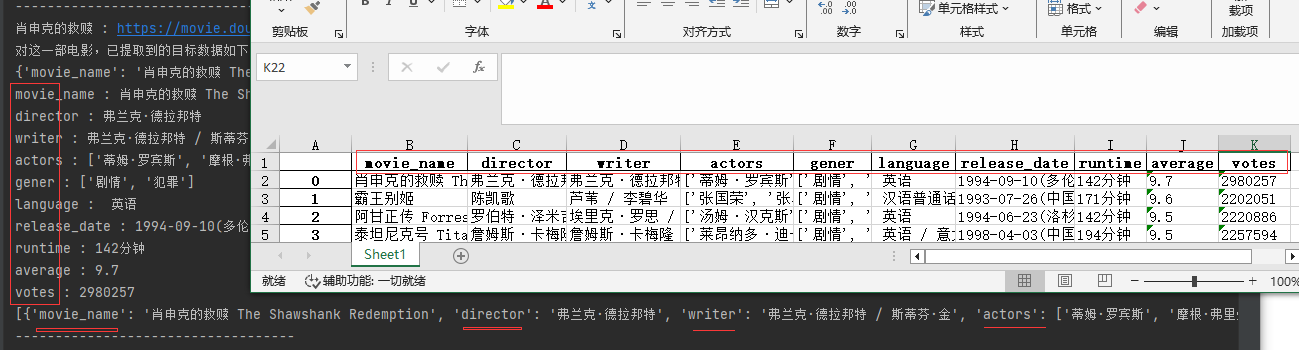 肖申克的救赎 : https://movie.dou
对这一部电影，已提取到的目标数据如下
{'movie_name': '肖申克的救赎 The
movie_name : 肖申克的救赎 The Sh
director : 弗兰克·德拉邦特
writer : 弗兰克·德拉邦特 / 斯蒂芬
actors : ['蒂姆·罗宾斯', '摩根·弗
gener : ['剧情', '犯罪']
language : 英语
release_date : 1994-09-10(多伦
runtime : 142分钟
average : 9.7
votes : 2980257
[{'movie_name': '肖申克的救赎 The Shawshank Redemption', 'director': '弗兰克·德拉邦特', 'writer': '弗兰克·德拉邦特 / 斯蒂芬·金', 'actors': ['蒂姆·罗宾斯', '摩根·弗里
剪贴板 字体 对齐方式 数字 单元格样式 样式 格式 单元格 编辑 载项 加载项
K22 fx
A B C D E F G H I J K
1 movie_name director writer actors gener language release_date runtime average votes
2 0 肖申克的救赎 Th 弗兰克·德拉邦 弗兰克·德拉邦特 ['蒂姆·罗宾斯' ['剧情', ' 英语 1994-09-10(多伦 142分钟 9.7 2980257
3 1 霸王别姬 陈凯歌 芦苇 / 李碧华 ['张国荣', '张 ['剧情', ' 汉语普通话 1993-07-26(中国 171分钟 9.6 2202051
4 2 阿甘正传 Forres 罗伯特·泽米吉 埃里克·罗思 / ['汤姆·汉克斯' ['剧情', ' 英语 1994-06-23(洛杉 142分钟 9.5 2220886
5 3 泰坦尼克号 Tita 詹姆斯·卡梅隆 詹姆斯·卡梅隆 ['莱昂纳多·迪卡 ['剧情', ' 英语 / 意大 1998-04-03(中国 194分钟 9.5 2257594
Sheet1
就绪 辅助功能: 一切就绪 100%